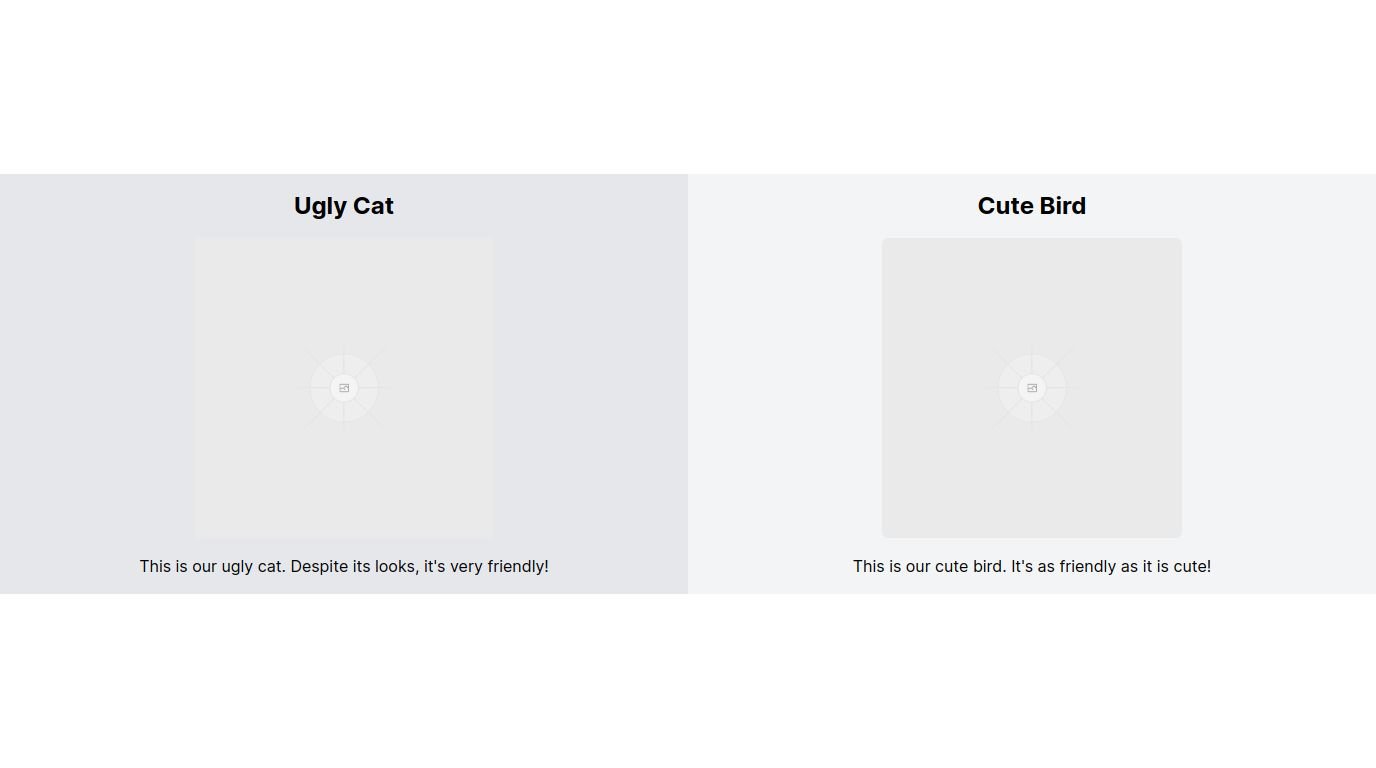 Ugly Cat
This is our ugly cat. Despite its looks, it's very friendly!
Cute Bird
This is our cute bird. It's as friendly as it is cute!